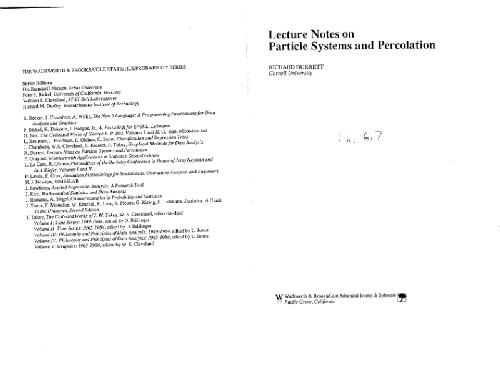 THE WADSWORTH & BROOKS/COLE STATISTICS/PROBABILITY SERIES
Series Editors
Ole Barndorff-Nielsen, Aarhus University
Peter J. Bickel, University of California, Berkeley
William S. Cleveland, AT&T Bell Laboratories
Richard M. Dudley, Massachusetts Institute of Technology
R. Becker, J. Chambers, A. Wilks, The New S Language: A Programming Environment for Data
Analysis and Graphics
P. Bickel, K. Doksum, J. Hodges, Jr., A Festschrift for Erich L. Lehmann
G. Box, The Collected Works of George E. P. Box, Volumes I and II, G. Tiao, editor-in-chief
L. Breiman, J. Friedman, R. Olshen, C. Stone, Classification and Regression Trees
J. Chambers, W. S. Cleveland, B. Kleiner, P. Tukey, Graphical Methods for Data Analysis
R. Durrett, Lecture Notes on Particle Systems and Percolation
F. Graybill, Matrices with Applications in Statistics, Second Edition
L. Le Cam, R. Olshen, Proceedings of the Berkeley Conference in Honor of Jerzy Neyman and
Jack Kiefer, Volumes I and II
P. Lewis, E. Orav, Simulation Methodology for Statisticians, Operations Analysts, and Engineers
H. J. Newton, TIMESLAB
J. Rawlings, Applied Regression Analysis: A Research Tool
J. Rice, Mathematical Statistics and Data Analysis
J. Romano, A. Siegel, Counterexamples in Probability and Statistics
J. Tanur, F. Mosteller, W. Kruskal, E. Lehmann, R. Link, R. Pieters, G. Rising, Statistics: A Guide
to the Unknown, Second Edition
J. Tukey, The Collected Works of J. W. Tukey, W. S. Cleveland, editor-in-chief
Volume I: Time Series: 1949-1964, edited by D. Brillinger
Volume II: Time Series: 1965-1984, edited by D. Brillinger
Volume III: Philosophy and Principles of Data Analysis: 1949-1964, edited by L. Jones
Volume IV: Philosophy and Principles of Data Analysis: 1965-1986, edited by L. Jones
Volume V: Graphics: 1965-1985, edited by W. S. Cleveland
Lecture Notes on
Particle Systems and Percolation
RICHARD DURRETT
Cornell University
6.7
Wadsworth & Brooks/Cole Advanced Books & Software
Pacific Grove, California